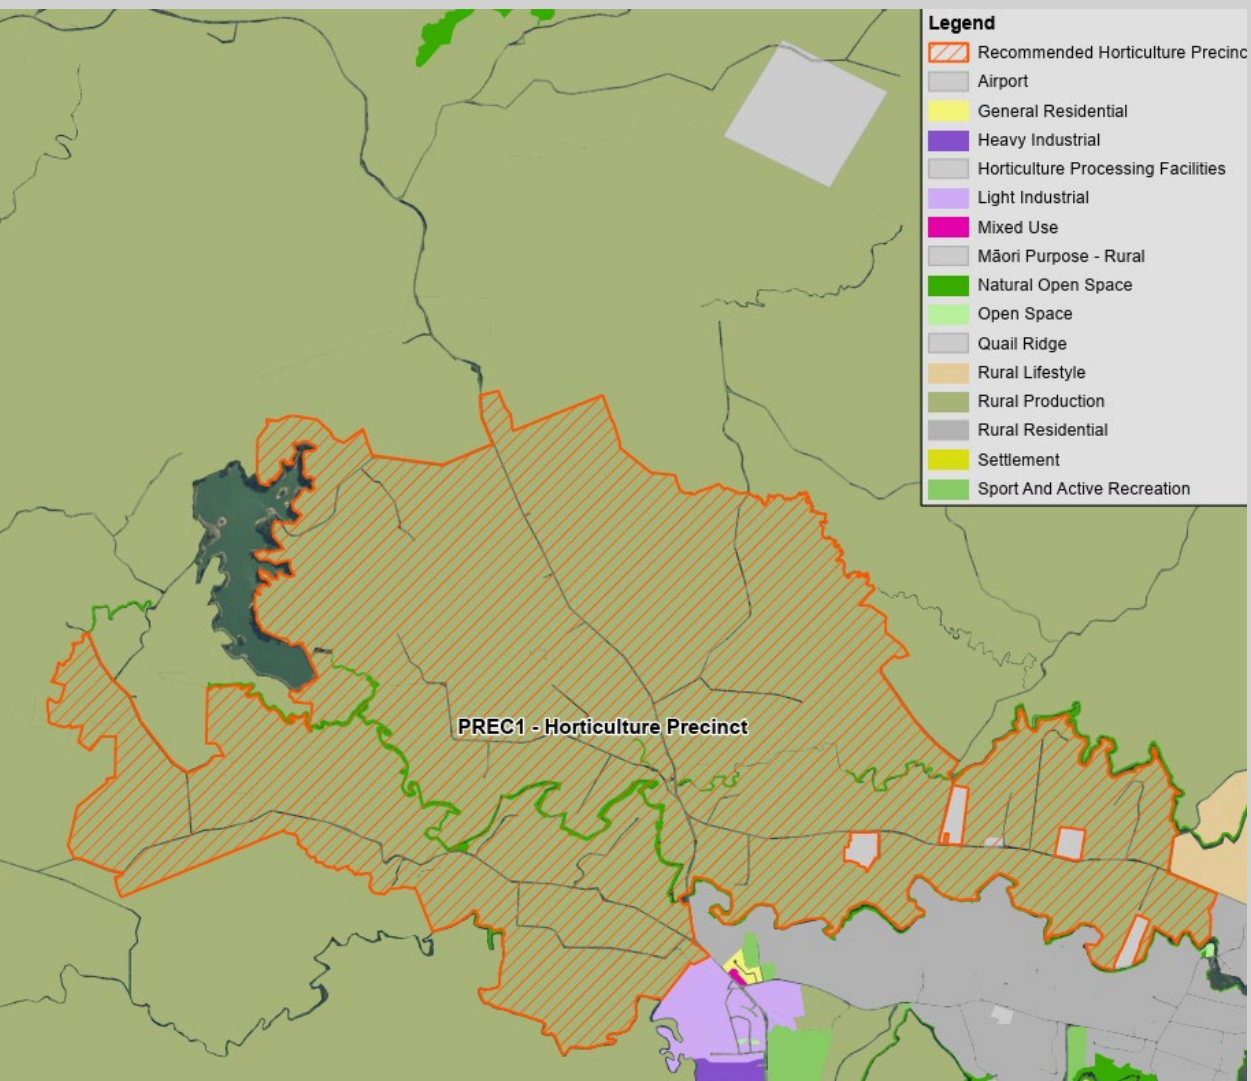 Legend
Recommended Horticulture Precinc
Airport
General Residential
Heavy Industrial
Horticulture Processing Facilities
Light Industrial
Mixed Use
Māori Purpose - Rural
Natural Open Space
Open Space
Quail Ridge
Rural Lifestyle
Rural Production
Rural Residential
Settlement
Sport And Active Recreation
PREC1 - Horticulture Precinct